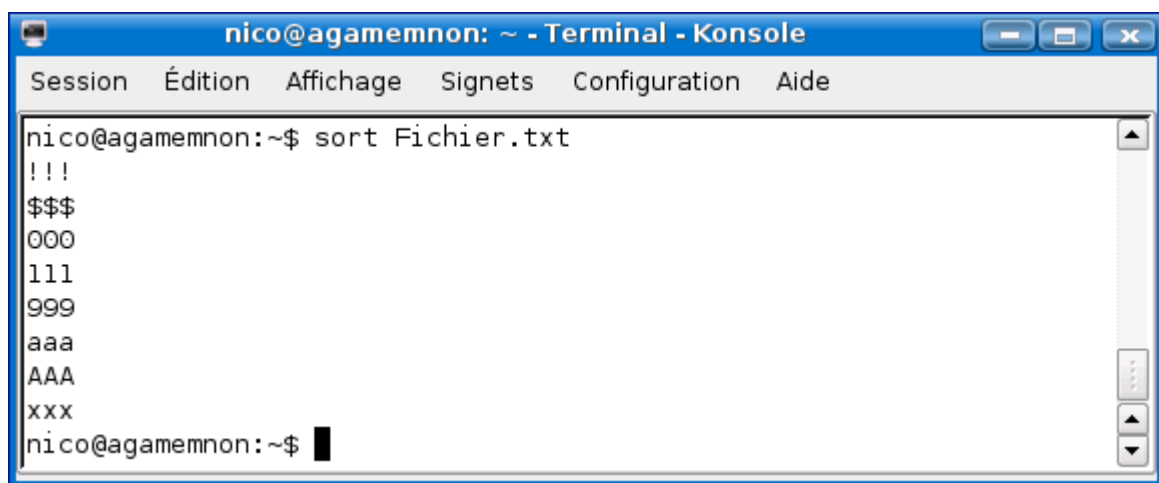 nico@agamemnon: ~ - Terminal - Konsole
Session Édition Affichage Signets Configuration Aide
nico@agamemnon:~$ sort Fichier.txt
!!!
$$$
000
111
999
aaa
AAA
xxx
nico@agamemnon:~$